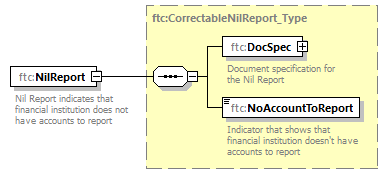 ftc:CorrectableNilReport_Type
ftc:DocSpec
Document specification for
the Nil Report
ftc:NilReport
Nil Report indicates that
financial institution does not
have accounts to report
ftc:NoAccountToReport
Indicator that shows that
financial institution doesn't have
accounts to report